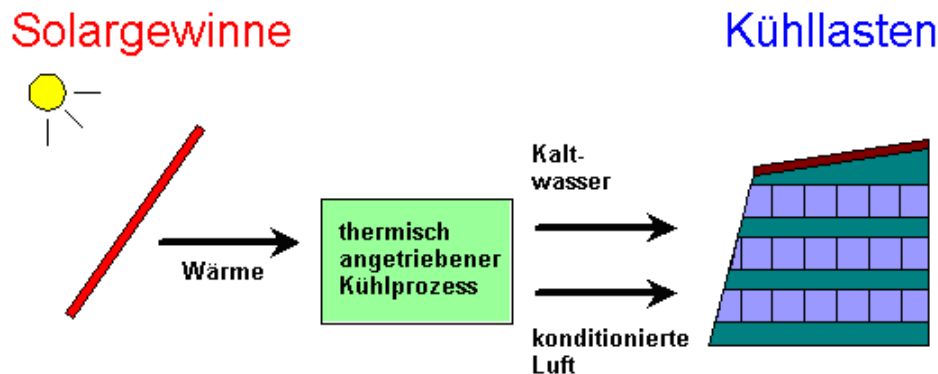 Solargewinne
Kühllasten
Kalt-
wasser
thermisch
angetriebener
Kühlprozess
Wärme
konditionierte
Luft